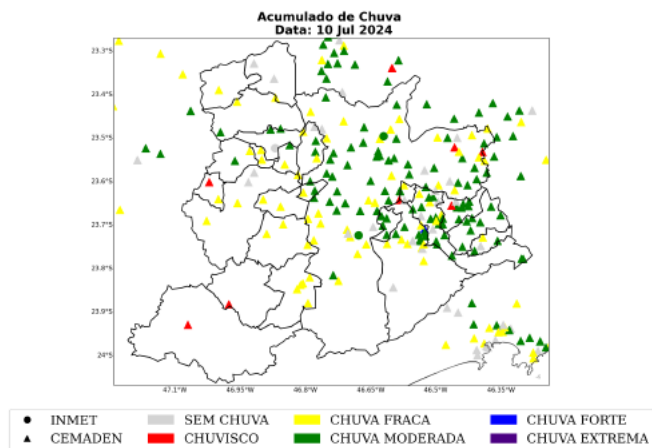 Acumulado de Chuva
Data: 10 Jul 2024
23.3°S
23.4°S
23.5°S
23.6°S
23.7°S
23.8°S
23.9°S
24°S
47.1°W
46.95°W
46.8°W
46.65°W
46.5°W
46.35°W
INMET
SEM CHUVA
CHUVA FRACA
CHUVA FORTE
CEMADEN
CHUVISCO
CHUVA MODERADA
CHUVA EXTREMA